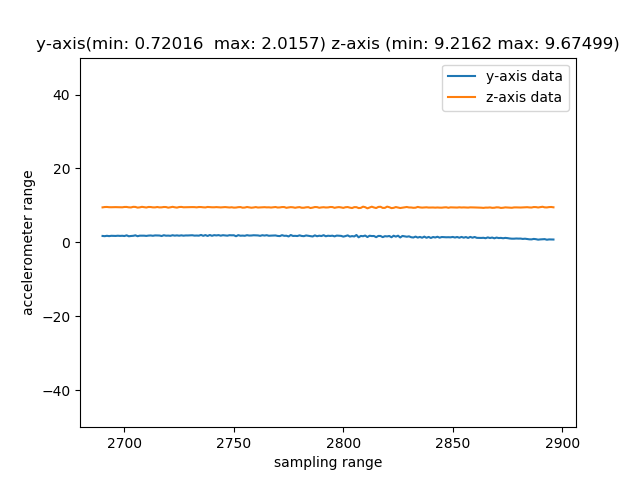 y-axis(min: 0.72016  max: 2.0157) z-axis (min: 9.2162 max: 9.67499)
y-axis data
z-axis data
accelerometer range
40
20
0
−20
−40
2700 2750 2800 2850 2900
sampling range